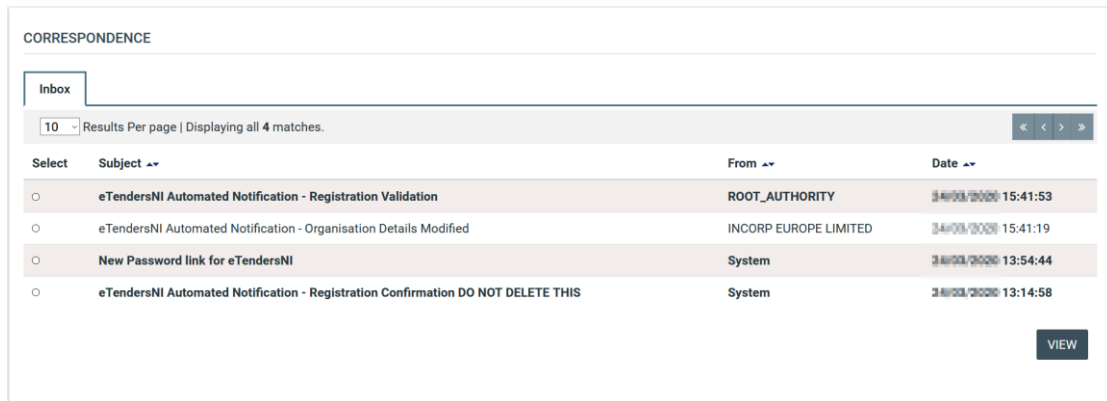 CORRESPONDENCE
Inbox
10 Results Per page | Displaying all 4 matches. « < > »
Select Subject From Date
eTendersNI Automated Notification - Registration Validation ROOT_AUTHORITY 15:41:53
eTendersNI Automated Notification - Organisation Details Modified INCORP EUROPE LIMITED 15:41:19
New Password link for eTendersNI System 13:54:44
eTendersNI Automated Notification - Registration Confirmation DO NOT DELETE THIS System 13:14:58
VIEW